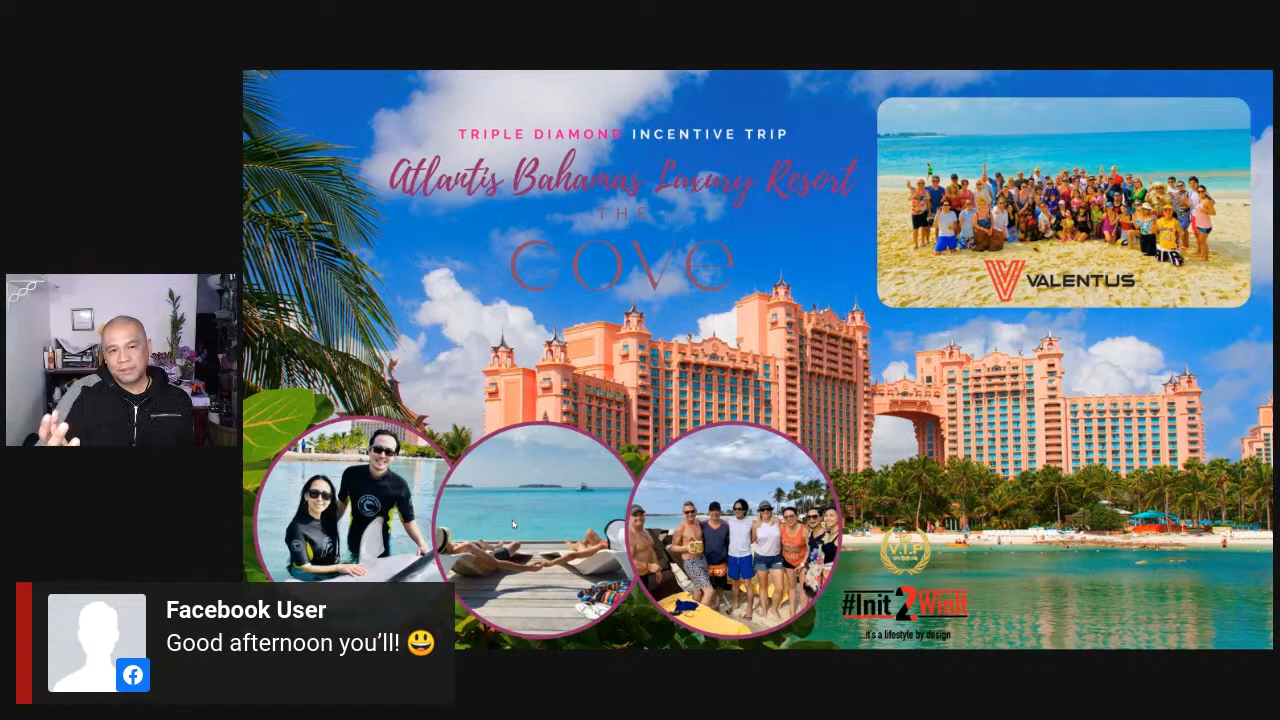 TRIPLE DIAMOND INCENTIVE TRIP
Atlantis Bahamas Luxury Resort
THE
COVE
VALENTUS
V.I.P
#Init2WinIt
...it's a lifestyle by design
Facebook User
Good afternoon you'll! 😃